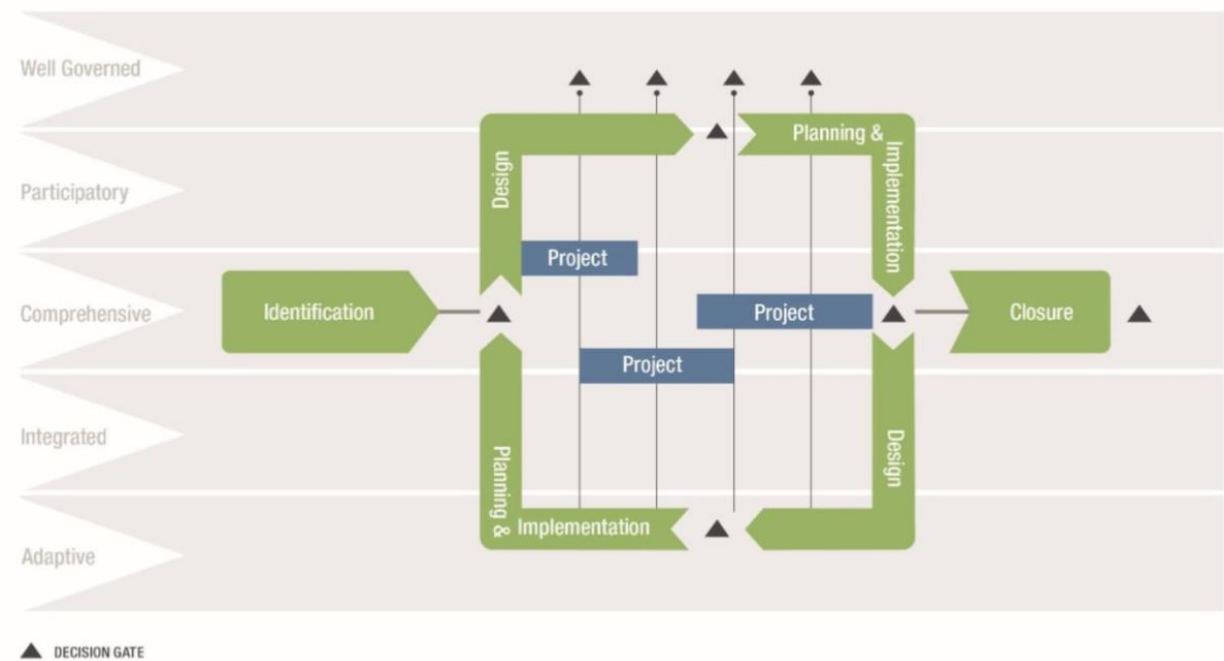 Well Governed
Participatory
Comprehensive
Integrated
Adaptive
Identification
Design
Planning &
Implementation
Project
Project
Project
Closure
Design
Planning &
Implementation
DECISION GATE